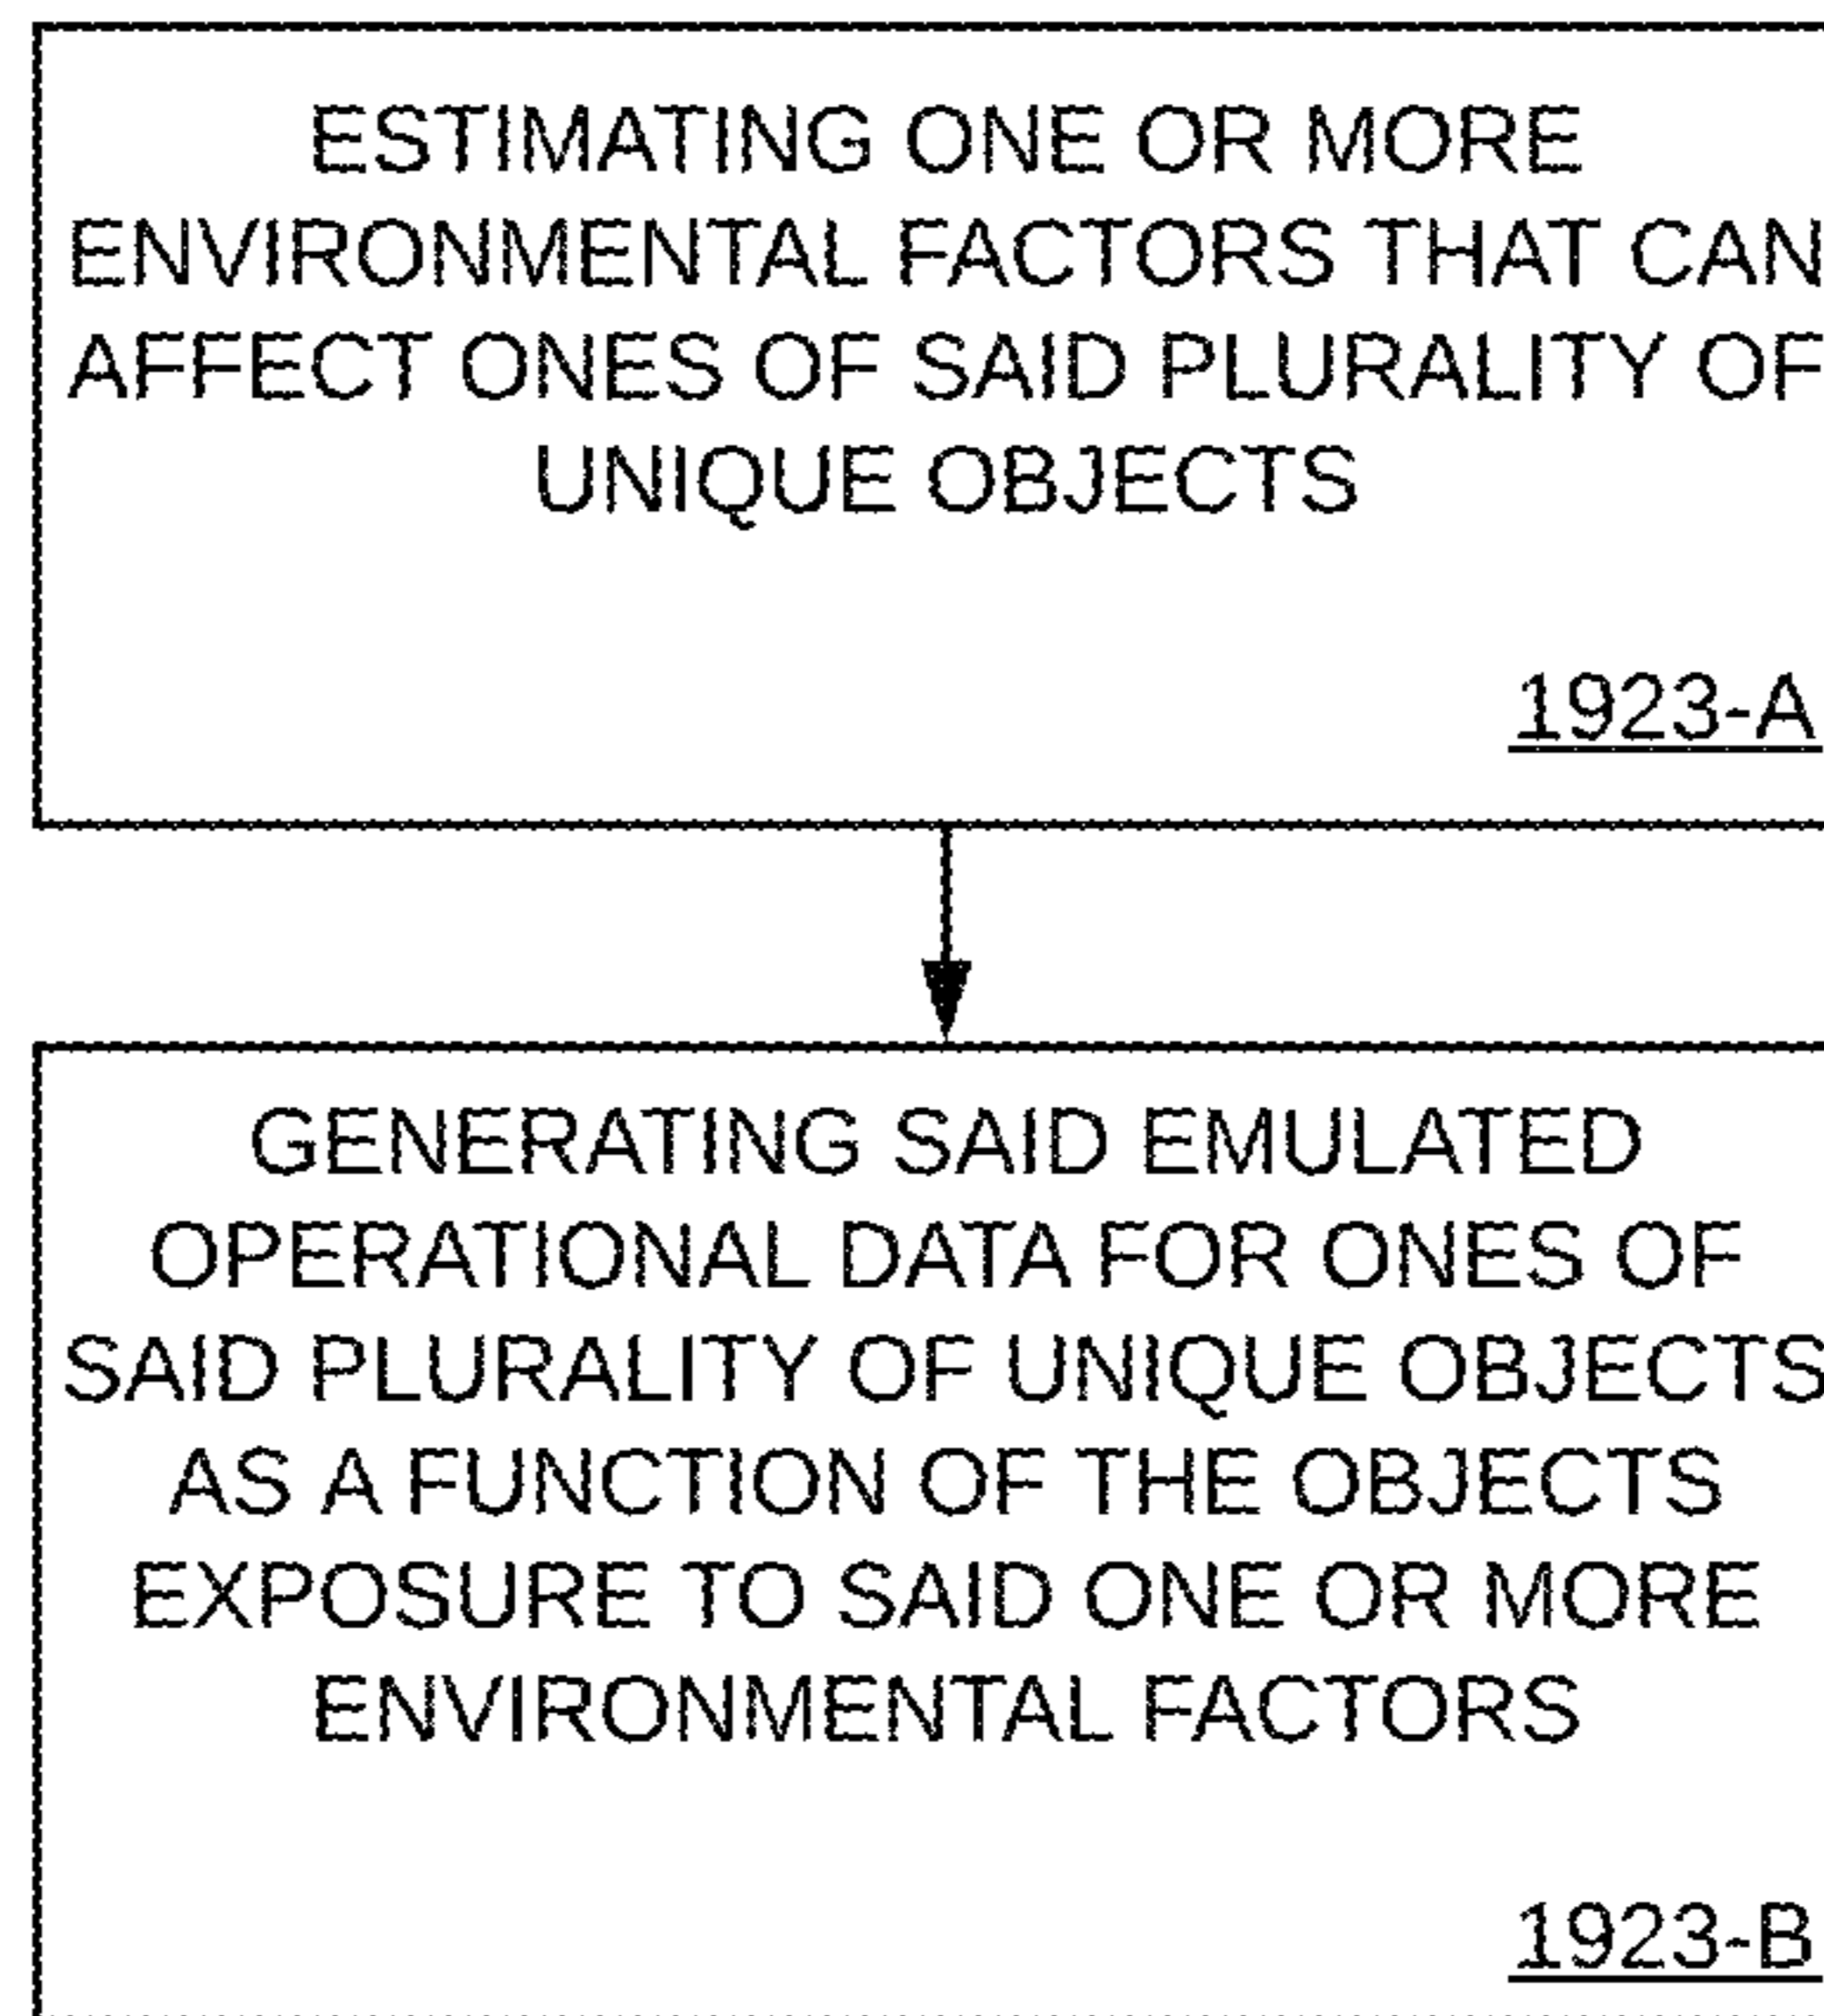 ESTIMATING ONE OR MORE
ENVIRONMENTAL FACTORS THAT CAN
AFFECT ONES OF SAID PLURALITY OF
UNIQUE OBJECTS
1923-A
GENERATING SAID EMULATED
OPERATIONAL DATA FOR ONES OF
SAID PLURALITY OF UNIQUE OBJECTS
AS A FUNCTION OF THE OBJECTS
EXPOSURE TO SAID ONE OR MORE
ENVIRONMENTAL FACTORS
1923-B